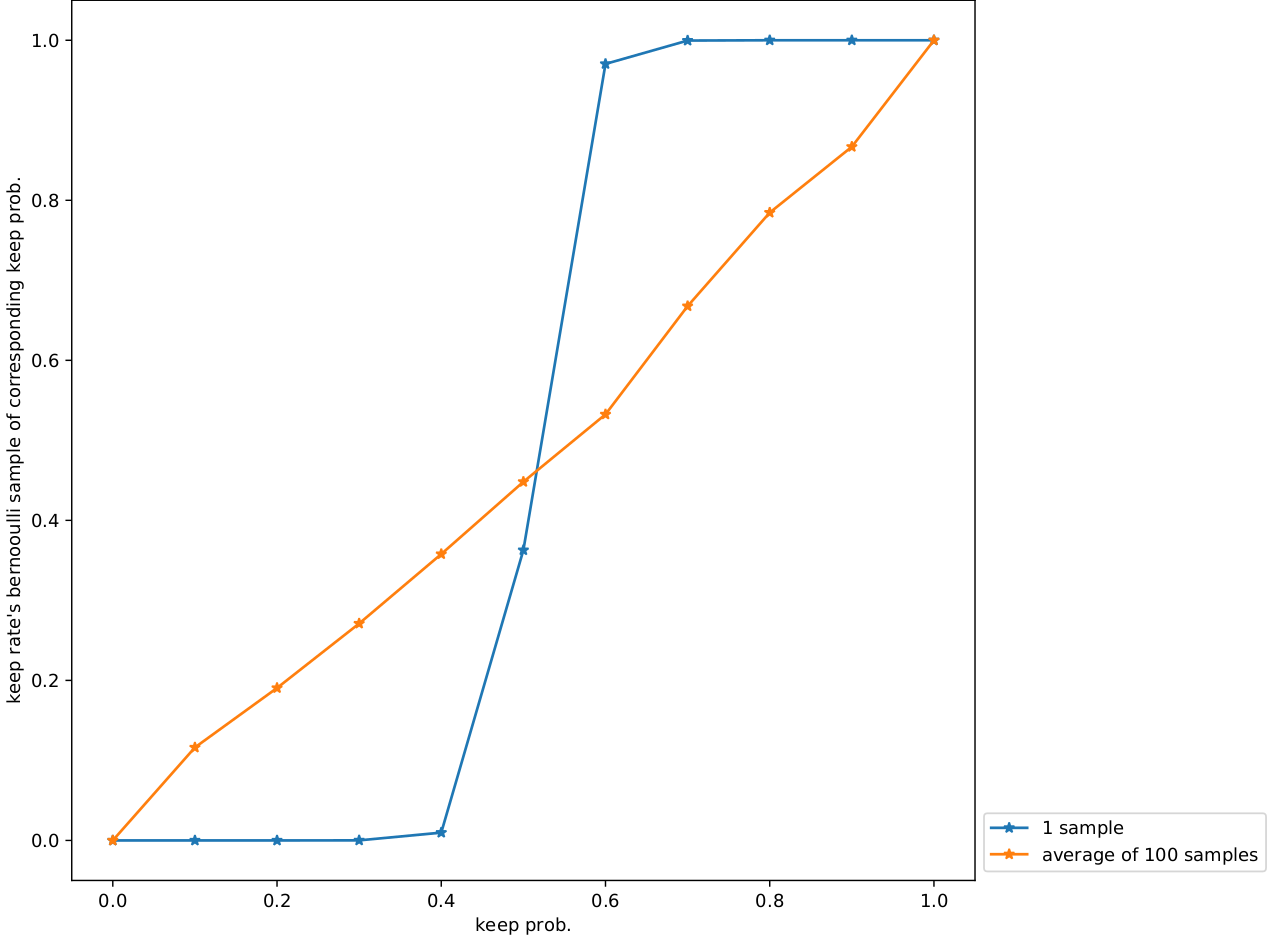 keep rate's bernooulli sample of corresponding keep prob.
1.0
0.8
0.6
0.4
0.2
0.0
0.0 0.2 0.4 0.6 0.8 1.0
keep prob.
1 sample
average of 100 samples